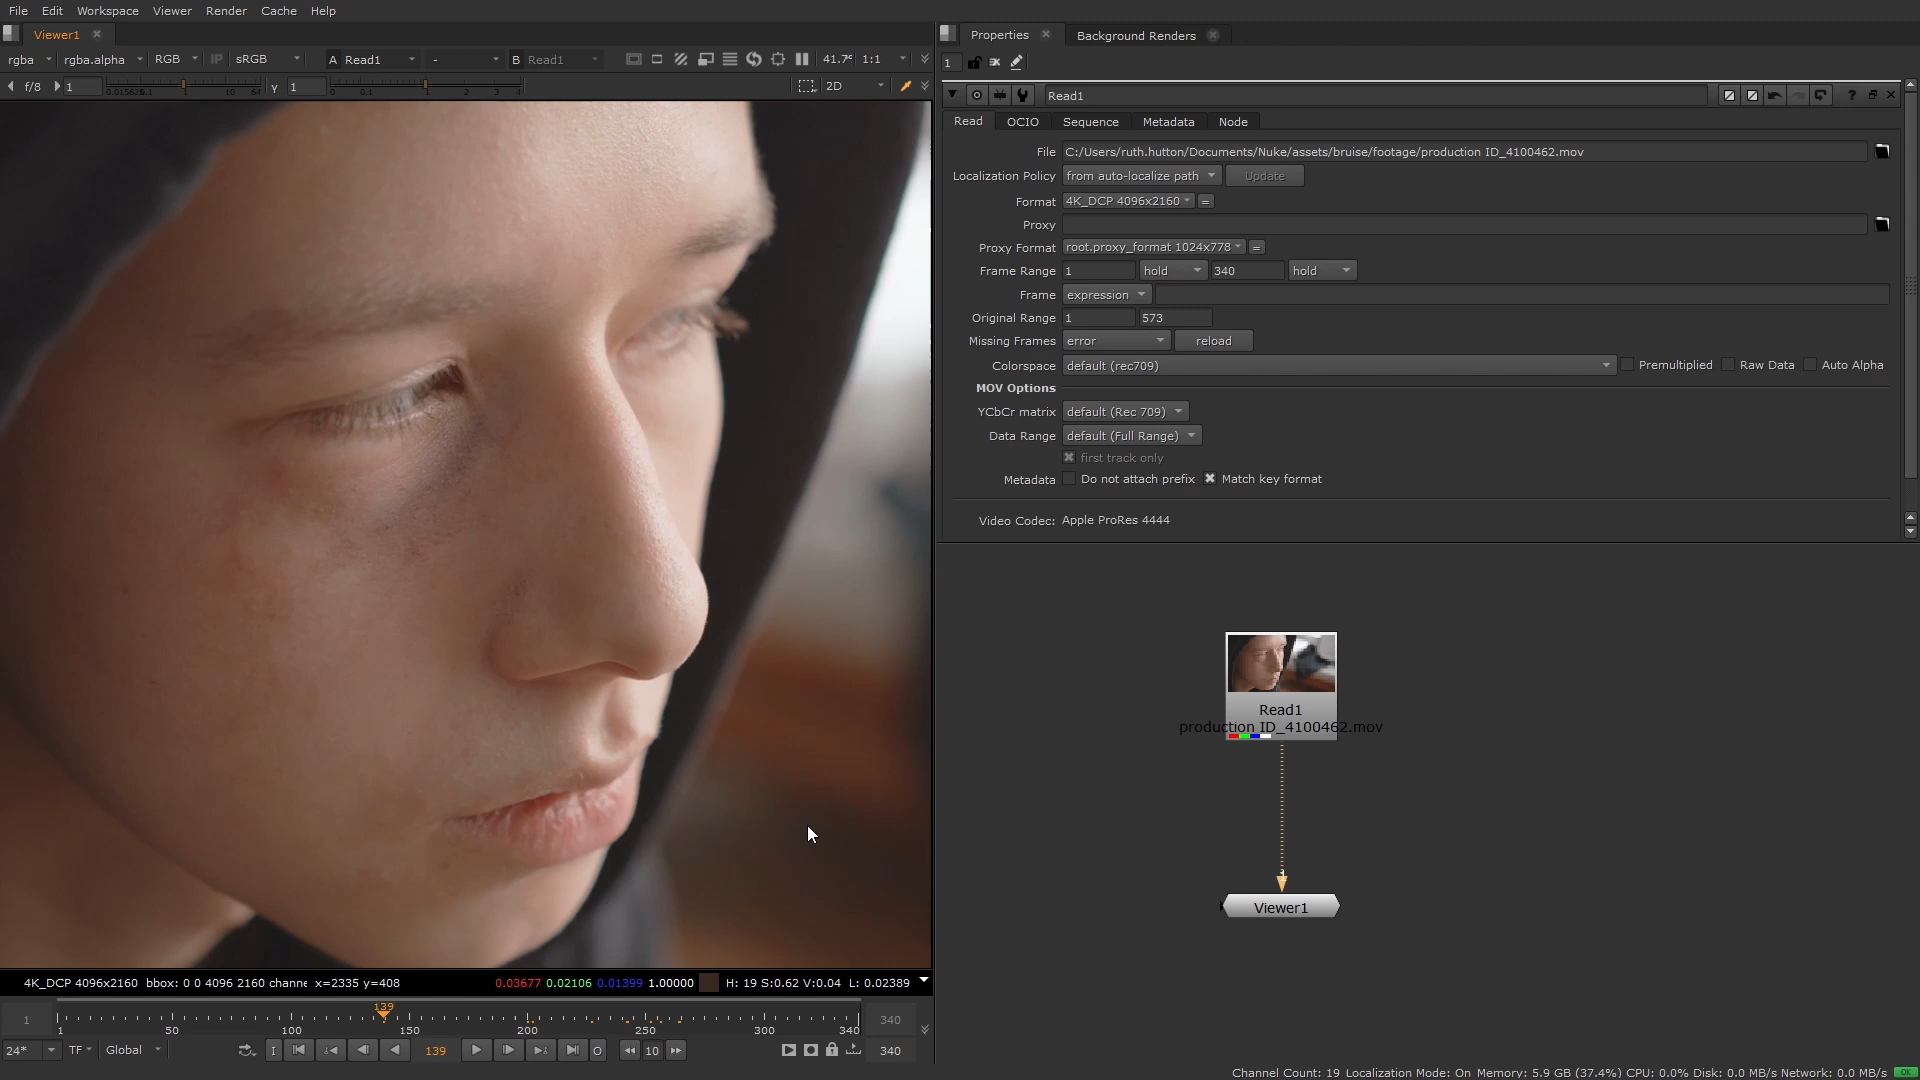 File Edit Workspace Viewer Render Cache Help
Viewer1
rgba rgba.alpha RGB IP sRGB A Read1 - B Read1 41.7 1:1
f/8 1 γ 1 2D
Properties Background Renders
1
Read1 ?
Read OCIO Sequence Metadata Node
File C:/Users/ruth.hutton/Documents/Nuke/assets/bruise/footage/production ID_4100462.mov
Localization Policy from auto-localize path Update
Format 4K_DCP 4096x2160 =
Proxy
Proxy Format root.proxy_format 1024x778 =
Frame Range 1 hold 340 hold
Frame expression
Original Range 1 573
Missing Frames error reload
Colorspace default (rec709) Premultiplied Raw Data Auto Alpha
MOV Options
YCbCr matrix default (Rec 709)
Data Range default (Full Range)
first track only
Metadata Do not attach prefix Match key format
Video Codec: Apple ProRes 4444
Read1
production ID_4100462.mov
1
Viewer1
4K_DCP 4096x2160 bbox: 0 0 4096 2160 channe x=2335 y=408 0.03677 0.02106 0.01399 1.00000 H: 19 S:0.62 V:0.04 L: 0.02389
139
1 340
1 50 100 150 200 250 300 340
24* TF Global I 139 O 10 340
Channel Count: 19 Localization Mode: On Memory: 5.9 GB (37.4%) CPU: 0.0% Disk: 0.0 MB/s Network: 0.0 MB/s OK